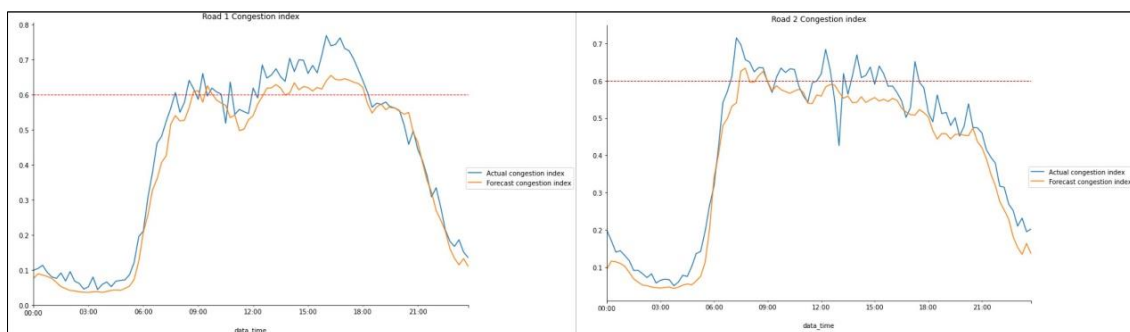 Road 1 Congestion index
0.8
0.7
0.6
0.5
0.4
0.3
0.2
0.1
0.0
00:00 03:00 06:00 09:00 12:00 15:00 18:00 21:00
data_time
Actual congestion index
Forecast congestion index
Road 2 Congestion index
0.7
0.6
0.5
0.4
0.3
0.2
0.1
00:00 03:00 06:00 09:00 12:00 15:00 18:00 21:00
data_time
Actual congestion index
Forecast congestion index